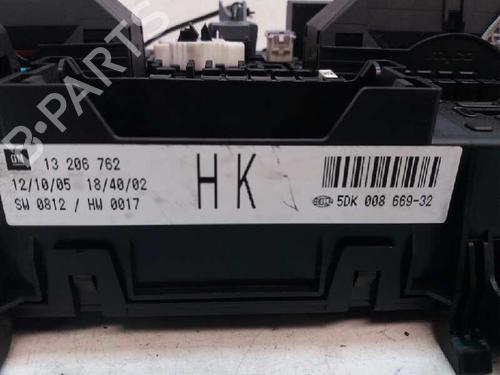 B-PARTS
GM
13 206 762
12/10/05 18/40/02
SW 0812 / HW 0017
HK
5DK 008 669-32